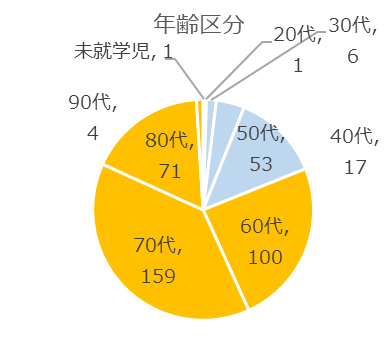 年齢区分
未就学児, 1
20代,
1
30代,
6
40代,
17
50代,
53
60代,
100
70代,
159
80代,
71
90代,
4